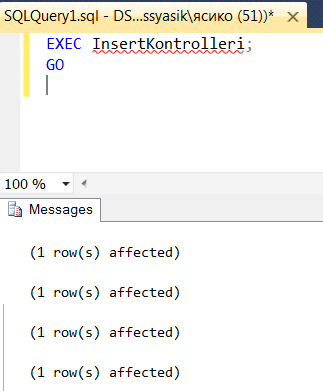 SQLQuery1.sql - DS...ssyasik\ясико (51))*
EXEC InsertKontrolleri;
GO
100 %
Messages
(1 row(s) affected)
(1 row(s) affected)
(1 row(s) affected)
(1 row(s) affected)